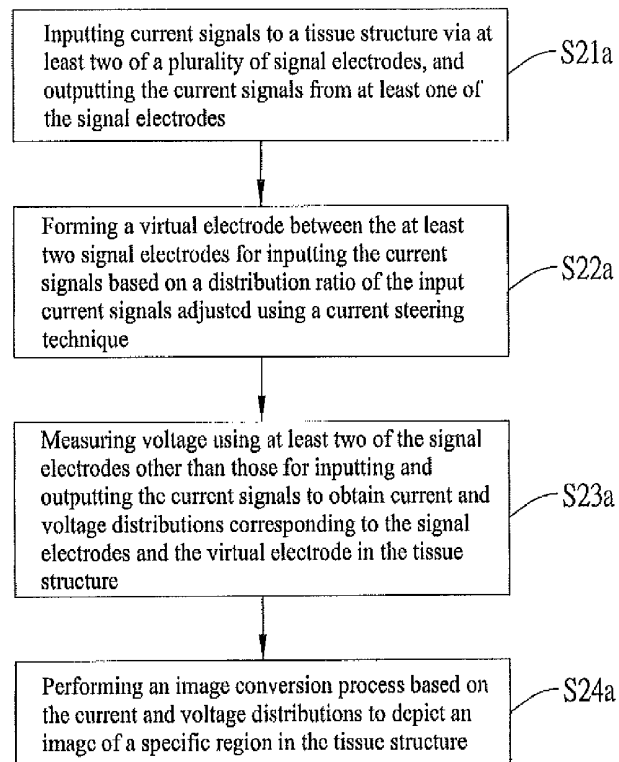 Inputting current signals to a tissue structure via at
least two of a plurality of signal electrodes, and
outputting the current signals from at least one of
the signal electrodes
S21a
Forming a virtual electrode between the at least
two signal electrodes for inputting the current
signals based on a distribution ratio of the input
current signals adjusted using a current steering
technique
S22a
Measuring voltage using at least two of the signal
electrodes other than those for inputting and
outputting the current signals to obtain current and
voltage distributions corresponding to the signal
electrodes and the virtual electrode in the tissue
structure
S23a
Performing an image conversion process based on
the current and voltage distributions to depict an
image of a specific region in the tissue structure
S24a